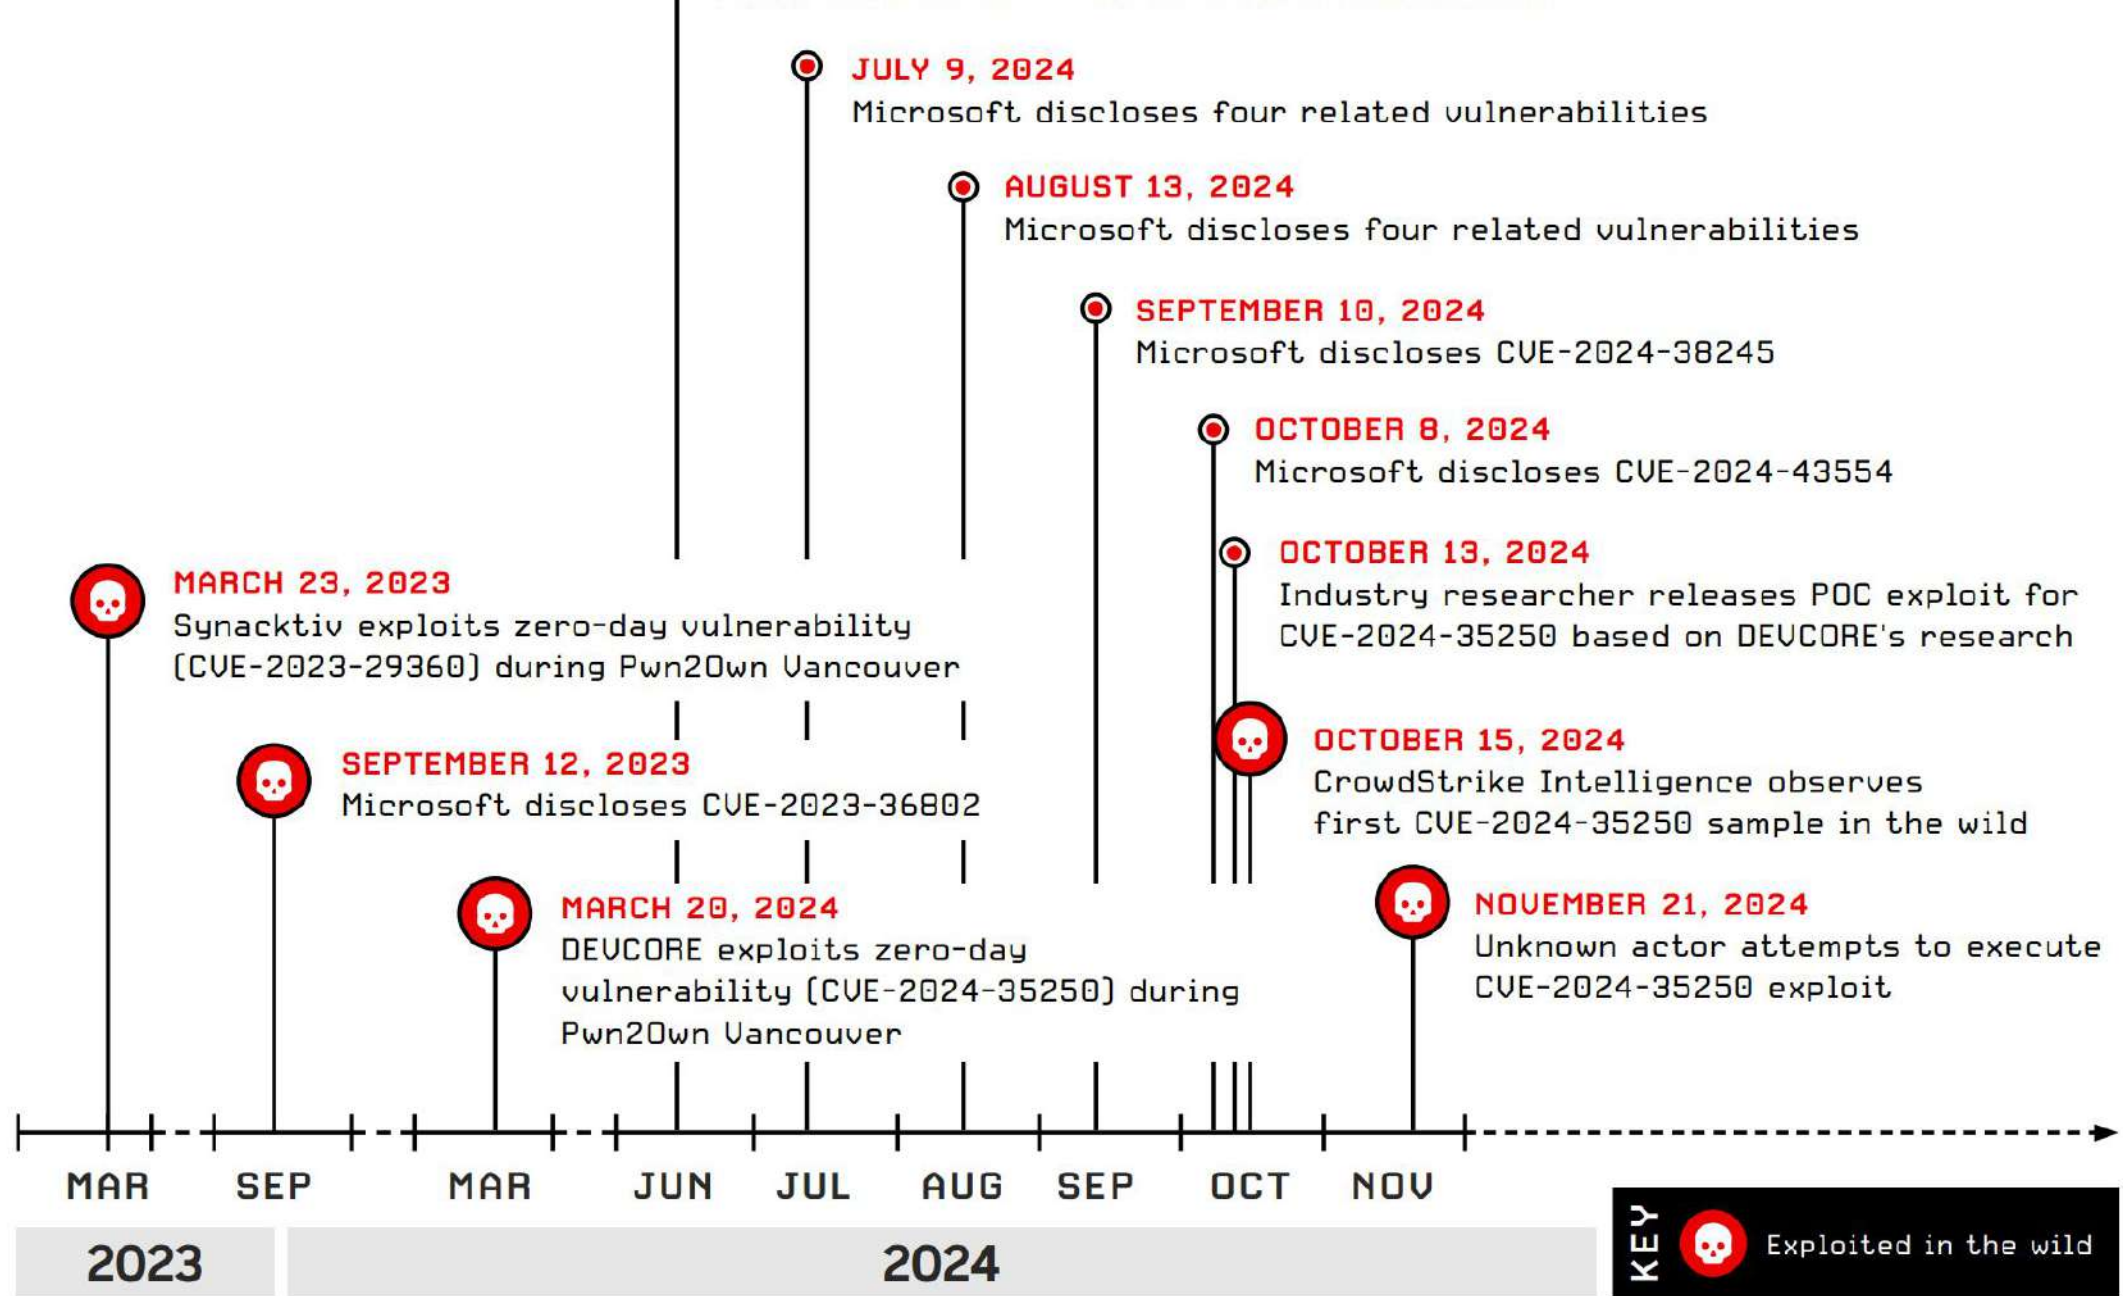 JULY 9, 2024
Microsoft discloses four related vulnerabilities
AUGUST 13, 2024
Microsoft discloses four related vulnerabilities
SEPTEMBER 10, 2024
Microsoft discloses CVE-2024-38245
OCTOBER 8, 2024
Microsoft discloses CVE-2024-43554
OCTOBER 13, 2024
Industry researcher releases POC exploit for
CVE-2024-35250 based on DEVCORE's research
MARCH 23, 2023
Synacktiv exploits zero-day vulnerability
(CVE-2023-29360) during Pwn2Own Vancouver
OCTOBER 15, 2024
CrowdStrike Intelligence observes
first CVE-2024-35250 sample in the wild
SEPTEMBER 12, 2023
Microsoft discloses CVE-2023-36802
MARCH 20, 2024
DEVCORE exploits zero-day
vulnerability (CVE-2024-35250) during
Pwn2Own Vancouver
NOVEMBER 21, 2024
Unknown actor attempts to execute
CVE-2024-35250 exploit
MAR SEP MAR JUN JUL AUG SEP OCT NOV
2023 2024
KEY
Exploited in the wild